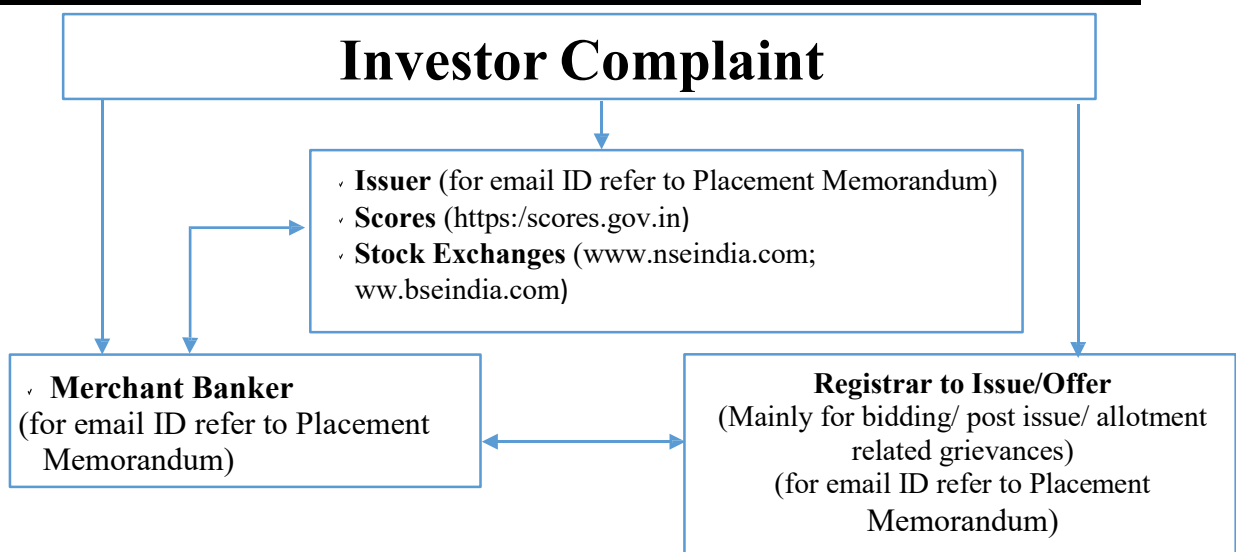 Investor Complaint
✓ Issuer (for email ID refer to Placement Memorandum)
✓ Scores (https:/scores.gov.in)
✓ Stock Exchanges (www.nseindia.com;
ww.bseindia.com)
✓ Merchant Banker
(for email ID refer to Placement
Memorandum)
Registrar to Issue/Offer
(Mainly for bidding/ post issue/ allotment
related grievances)
(for email ID refer to Placement
Memorandum)